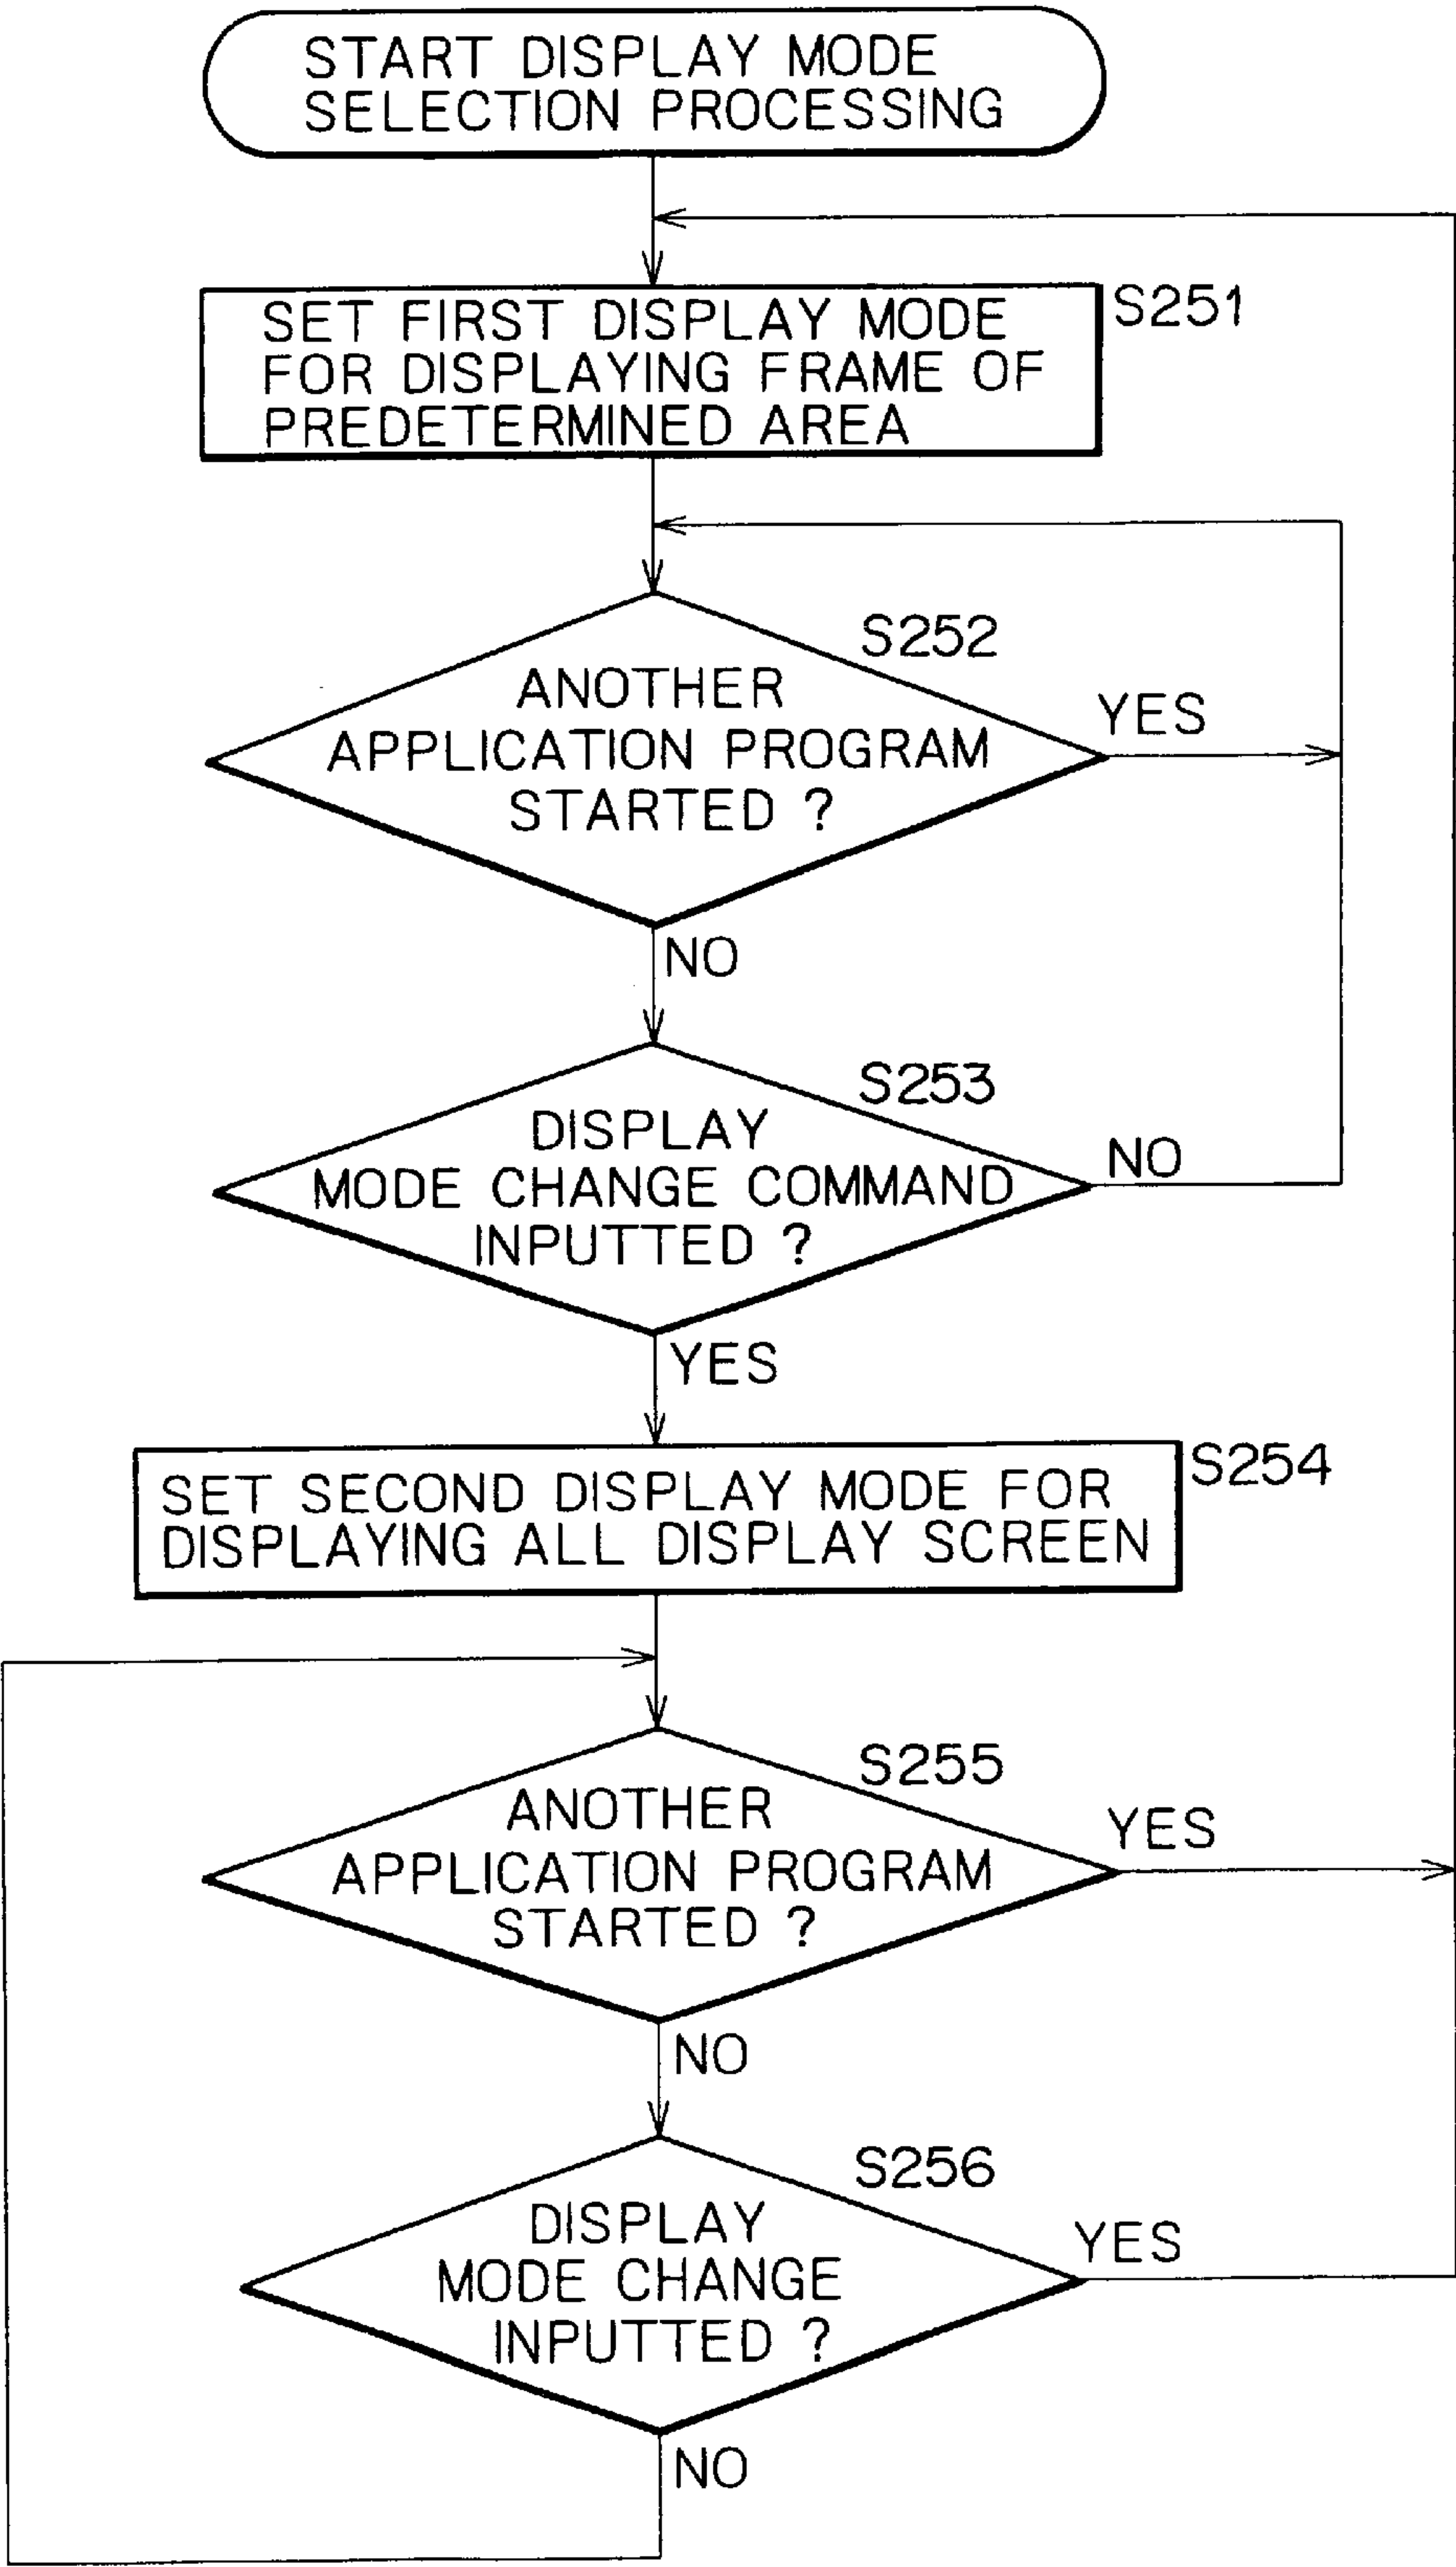 START DISPLAY MODE
SELECTION PROCESSING
SET FIRST DISPLAY MODE
FOR DISPLAYING FRAME OF
PREDETERMINED AREA
S251
S252
ANOTHER
APPLICATION PROGRAM
STARTED ?
YES
NO
S253
DISPLAY
MODE CHANGE COMMAND
INPUTTED ?
NO
YES
SET SECOND DISPLAY MODE FOR
DISPLAYING ALL DISPLAY SCREEN
S254
S255
ANOTHER
APPLICATION PROGRAM
STARTED ?
YES
NO
S256
DISPLAY
MODE CHANGE
INPUTTED ?
YES
NO